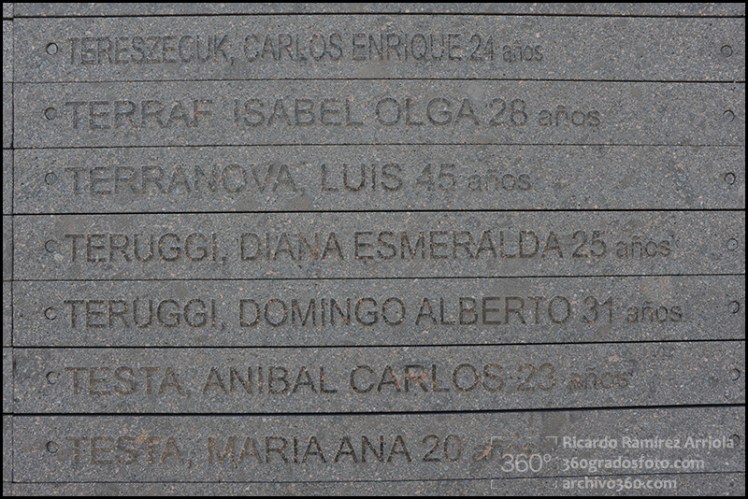 TERESZECUK, CARLOS ENRIQUE 24 años
TERRAF ISABEL OLGA 28 años
TERRANOVA, LUIS 45 años
TERUGGI, DIANA ESMERALDA 25 años
TERUGGI, DOMINGO ALBERTO 31 años
TESTA, ANIBAL CARLOS 23 años
TESTA, MARIA ANA 20 años
360°
Ricardo Ramírez Arriola
360gradosfoto.com
archivo360.com